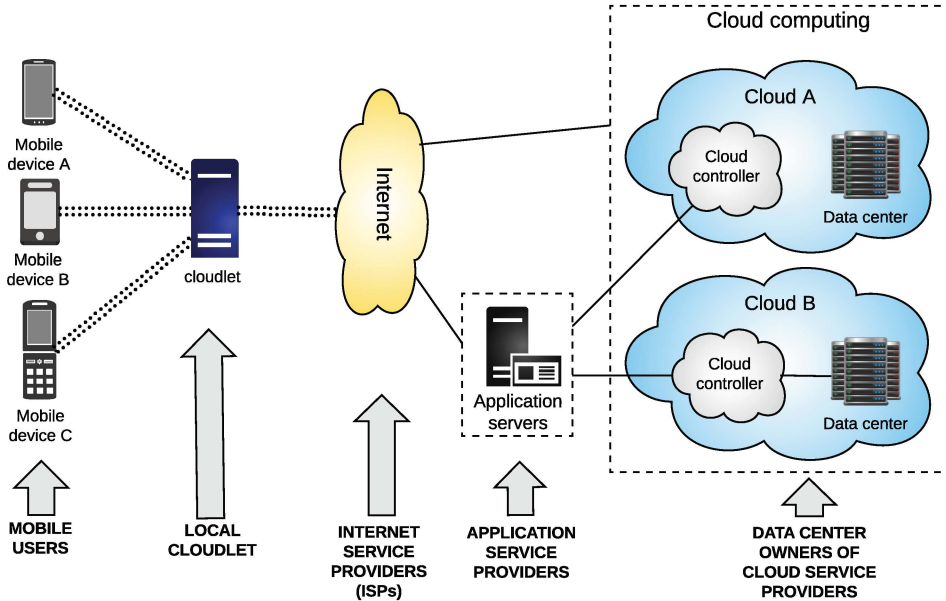 Cloud computing
Mobile
device A
Mobile
device B
Mobile
device C
cloudlet
Internet
Application
servers
Cloud A
Cloud
controller
Data center
Cloud B
Cloud
controller
Data center
MOBILE
USERS
LOCAL
CLOUDLET
INTERNET
SERVICE
PROVIDERS
(ISPs)
APPLICATION
SERVICE
PROVIDERS
DATA CENTER
OWNERS OF
CLOUD SERVICE
PROVIDERS